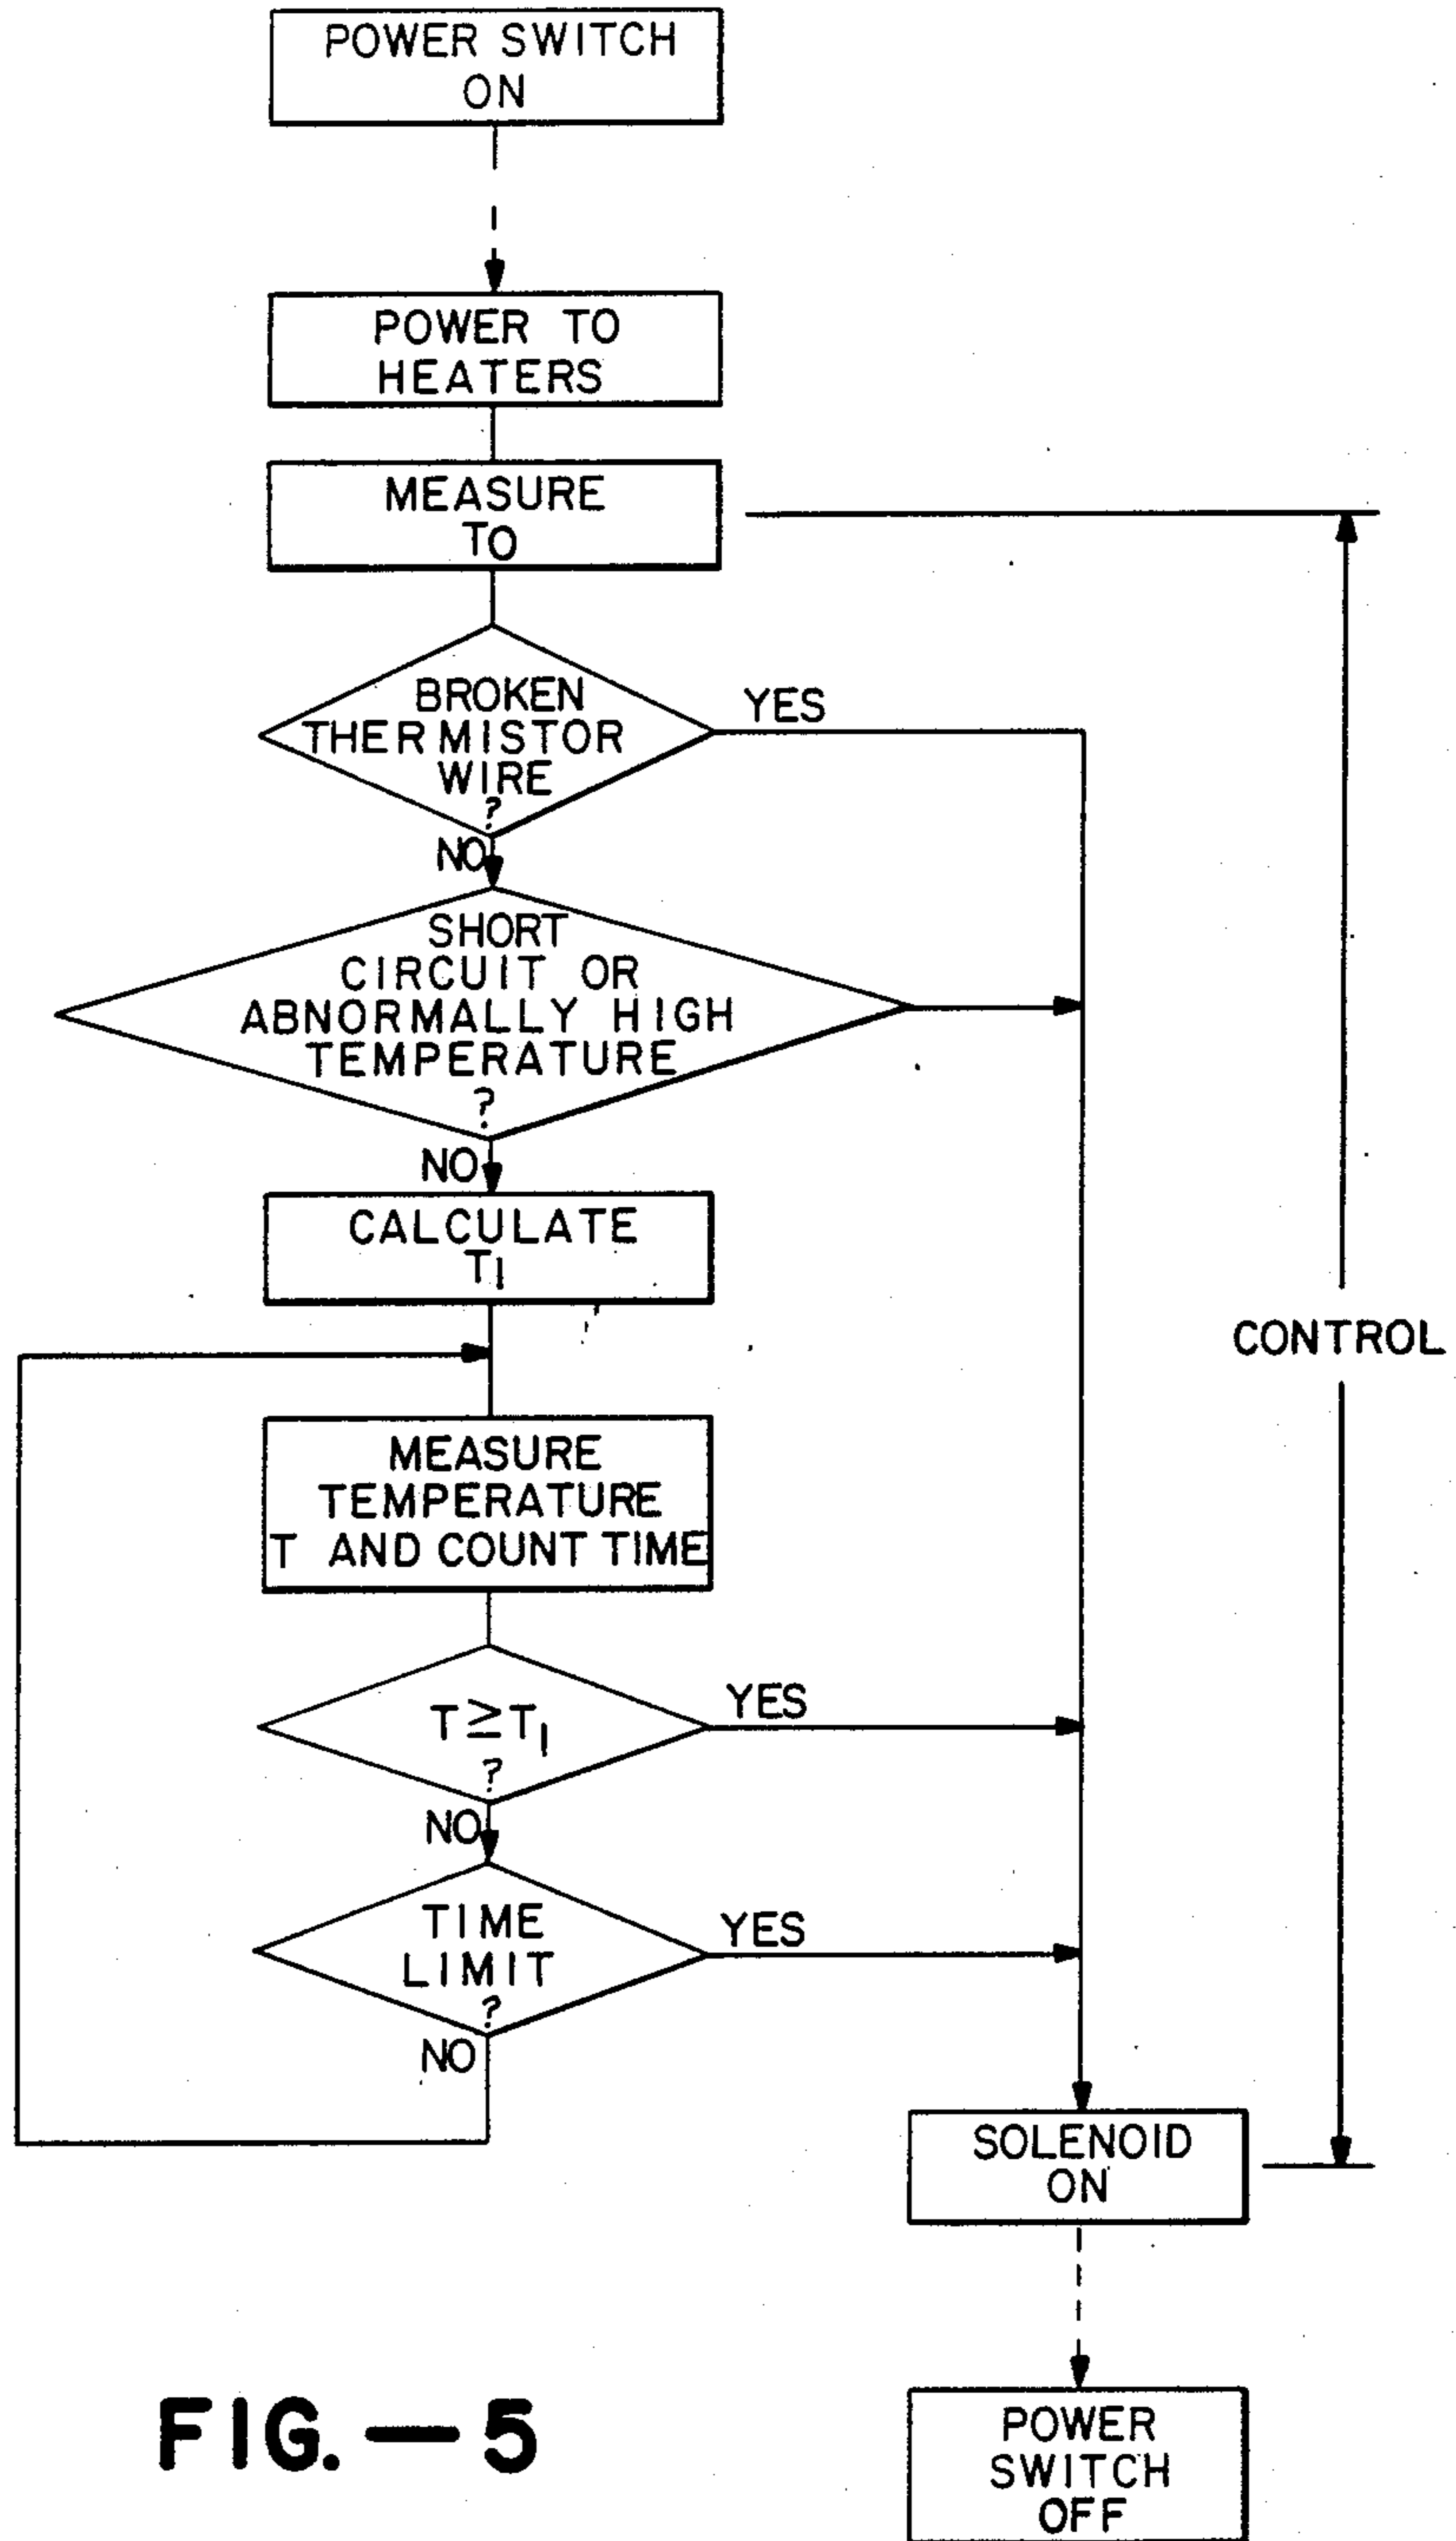 POWER SWITCH
ON
POWER TO
HEATERS
MEASURE
TO
BROKEN
THERMISTOR
WIRE
?
YES
NO
SHORT
CIRCUIT OR
ABNORMALLY HIGH
TEMPERATURE
?
NO
CALCULATE
T1
CONTROL
MEASURE
TEMPERATURE
T AND COUNT TIME
T≧T1
?
YES
NO
TIME
LIMIT
?
YES
NO
SOLENOID
ON
POWER
SWITCH
OFF
FIG.—5